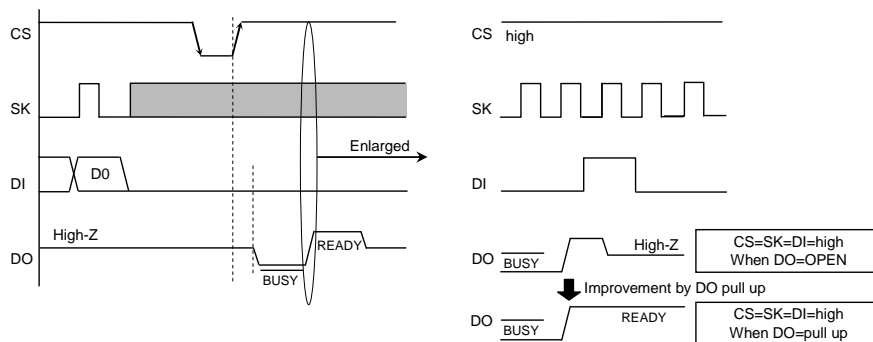 CS
SK
DI
D0
DO
High-Z
BUSY
READY
Enlarged
CS
high
SK
DI
DO
BUSY
High-Z
CS=SK=DI=high
When DO=OPEN
Improvement by DO pull up
DO
BUSY
READY
CS=SK=DI=high
When DO=pull up